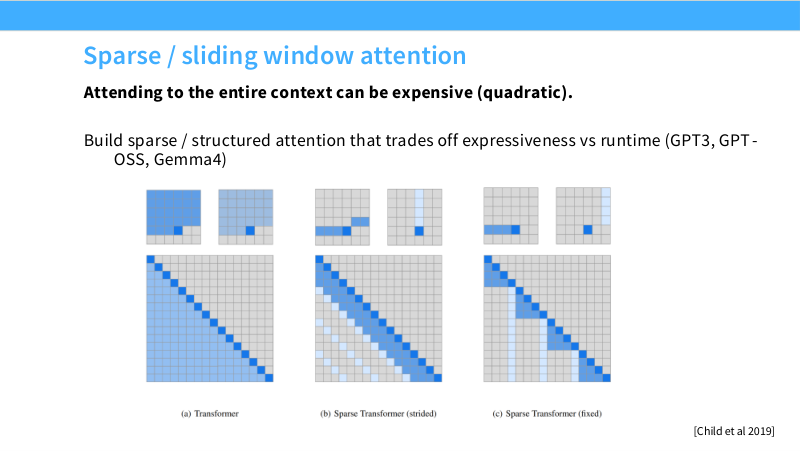 Sparse / sliding window attention
Attending to the entire context can be expensive (quadratic).
Build sparse / structured attention that trades off expressiveness vs runtime (GPT3, GPT-
OSS, Gemma4)
(a) Transformer
(b) Sparse Transformer (strided)
(c) Sparse Transformer (fixed)
[Child et al 2019]